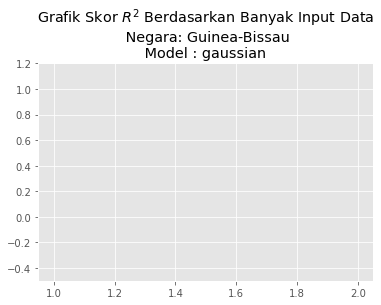 Grafik Skor $R^2$ Berdasarkan Banyak Input Data
Negara: Guinea-Bissau
Model : gaussian
1.2
1.0
0.8
0.6
0.4
0.2
0.0
−0.2
−0.4
1.0 1.2 1.4 1.6 1.8 2.0